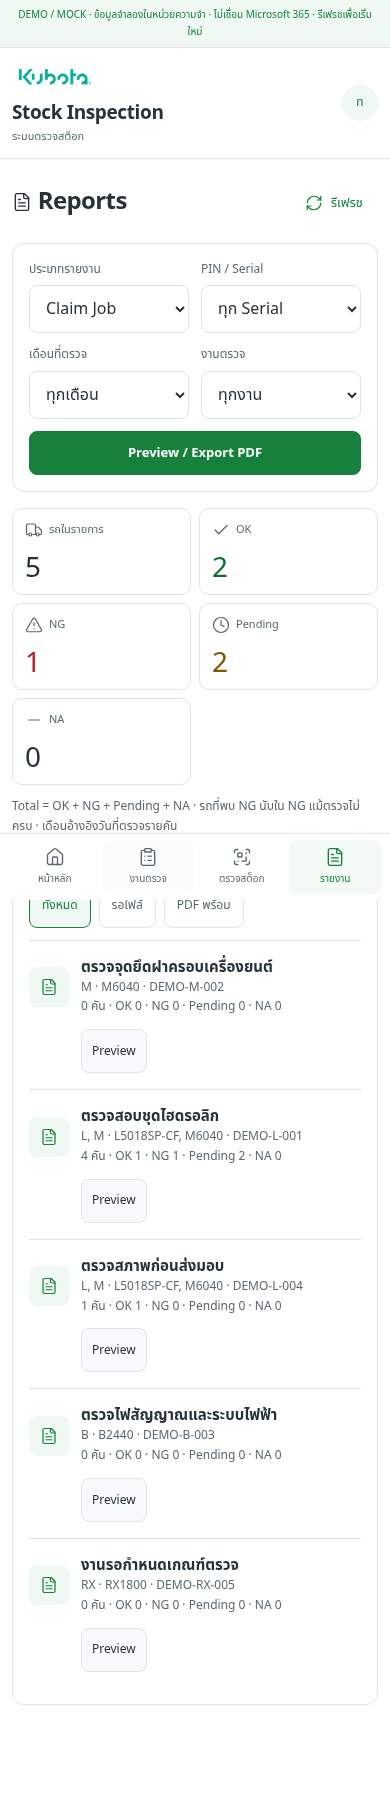 DEMO / MOCK · ข้อมูลจำลองในหน่วยความจำ · ไม่เชื่อม Microsoft 365 · รีเฟรชเพื่อเริ่ม
ใหม่
Kubota
Stock Inspection
ระบบตรวจสต็อก
ท
Reports
รีเฟรช
ประเภทรายงาน
PIN / Serial
Claim Job
ทุก Serial
เดือนที่ตรวจ
งานตรวจ
ทุกเดือน
ทุกงาน
Preview / Export PDF
รถในรายการ
5
OK
2
NG
1
Pending
2
NA
0
Total = OK + NG + Pending + NA · รถที่พบ NG นับใน NG แม้ตรวจไม่
ครบ · เดือนอ้างอิงวันที่ตรวจรายคัน
หน้าหลัก
งานตรวจ
ตรวจสต็อก
รายงาน
ทั้งหมด
รอไฟล์
PDF พร้อม
ตรวจจุดยึดฝาครอบเครื่องยนต์
M · M6040 · DEMO-M-002
0 คัน · OK 0 · NG 0 · Pending 0 · NA 0
Preview
ตรวจสอบชุดไฮดรอลิก
L, M · L5018SP-CF, M6040 · DEMO-L-001
4 คัน · OK 1 · NG 1 · Pending 2 · NA 0
Preview
ตรวจสภาพก่อนส่งมอบ
L, M · L5018SP-CF, M6040 · DEMO-L-004
1 คัน · OK 1 · NG 0 · Pending 0 · NA 0
Preview
ตรวจไฟสัญญาณและระบบไฟฟ้า
B · B2440 · DEMO-B-003
0 คัน · OK 0 · NG 0 · Pending 0 · NA 0
Preview
งานรอกำหนดเกณฑ์ตรวจ
RX · RX1800 · DEMO-RX-005
0 คัน · OK 0 · NG 0 · Pending 0 · NA 0
Preview